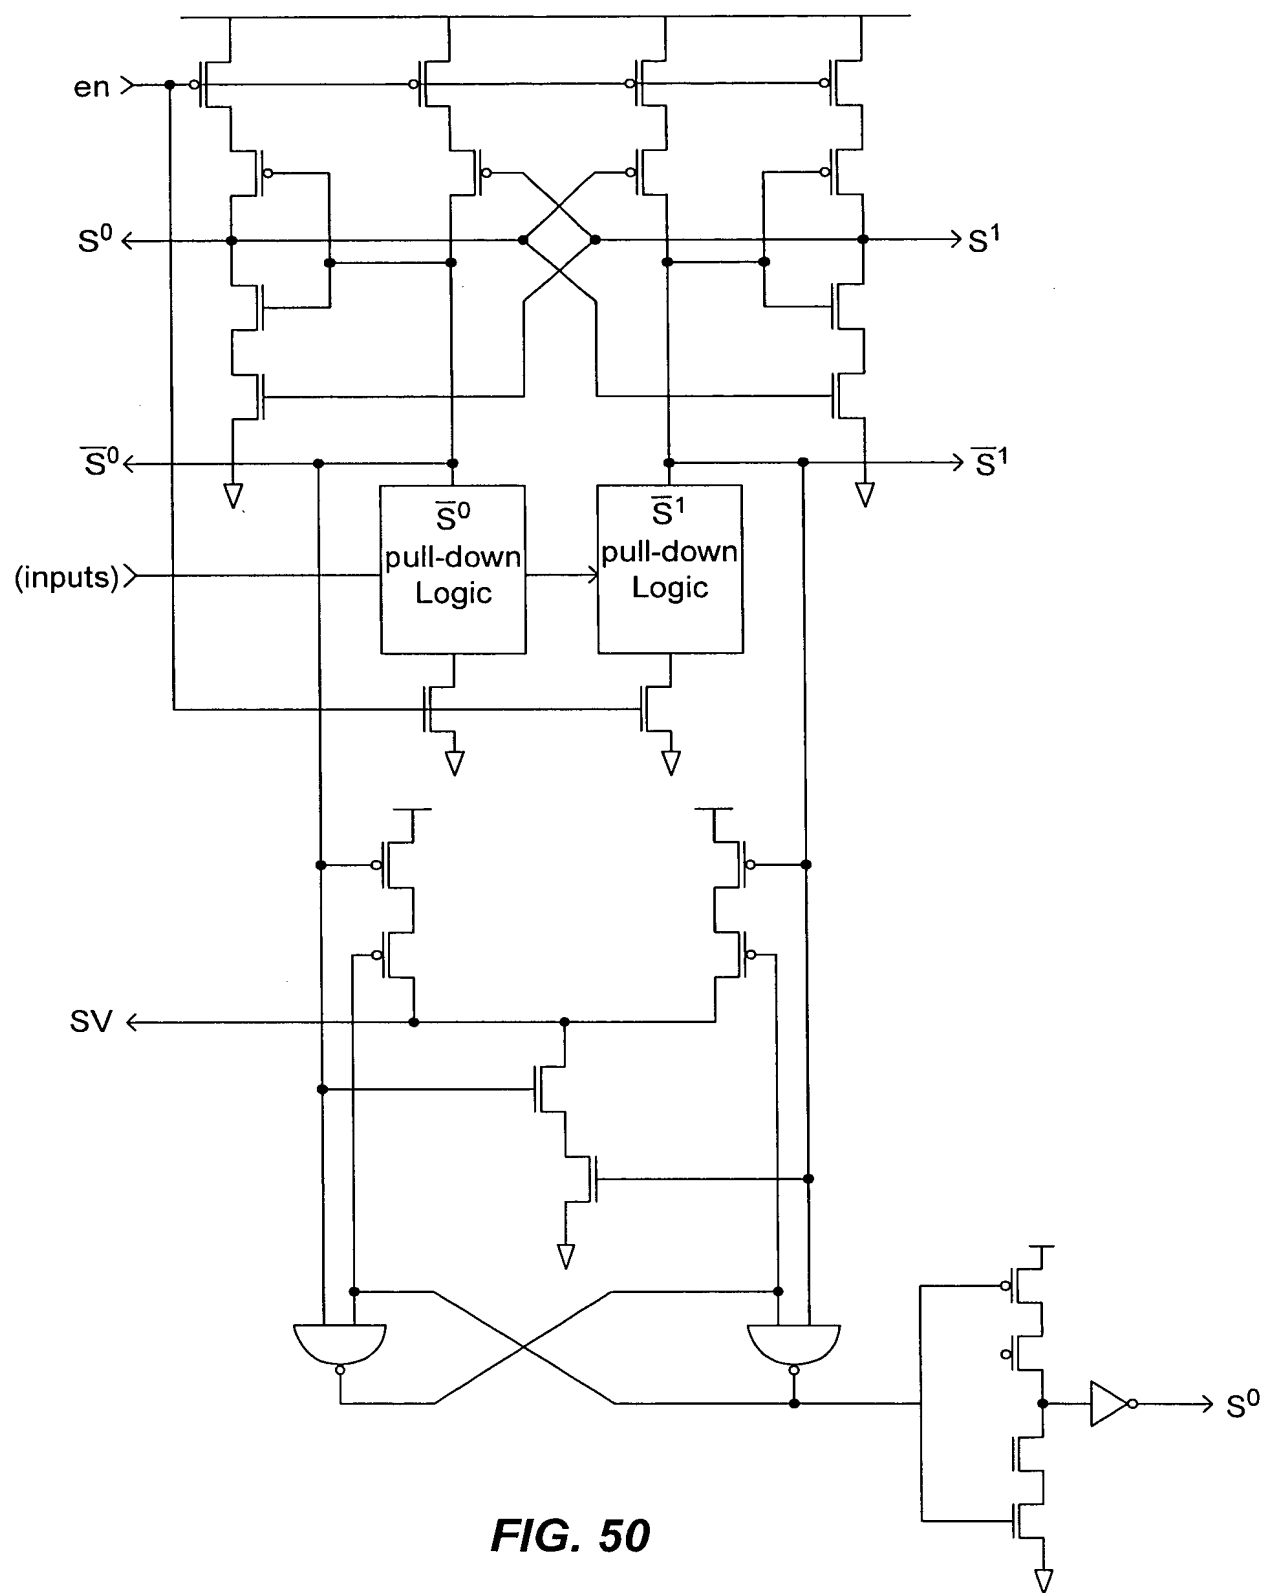 en
S⁰
S¹
S̅⁰
S̅¹
S̅⁰
pull-down
Logic
S̅¹
pull-down
Logic
(inputs)
SV
S⁰
FIG. 50